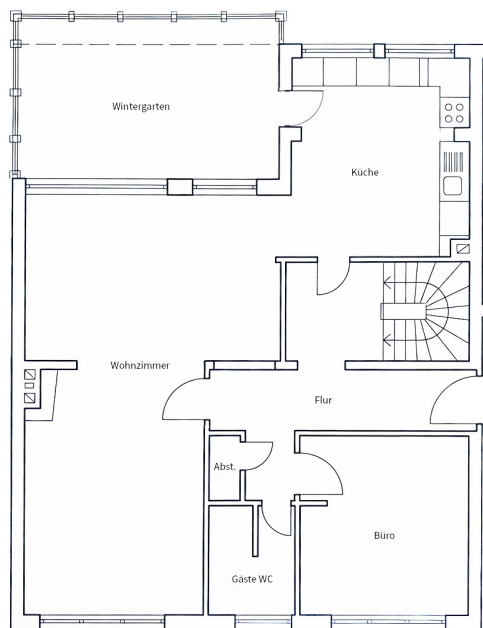 Wintergarten
Küche
Wohnzimmer
Flur
Abst.
Büro
Gäste WC